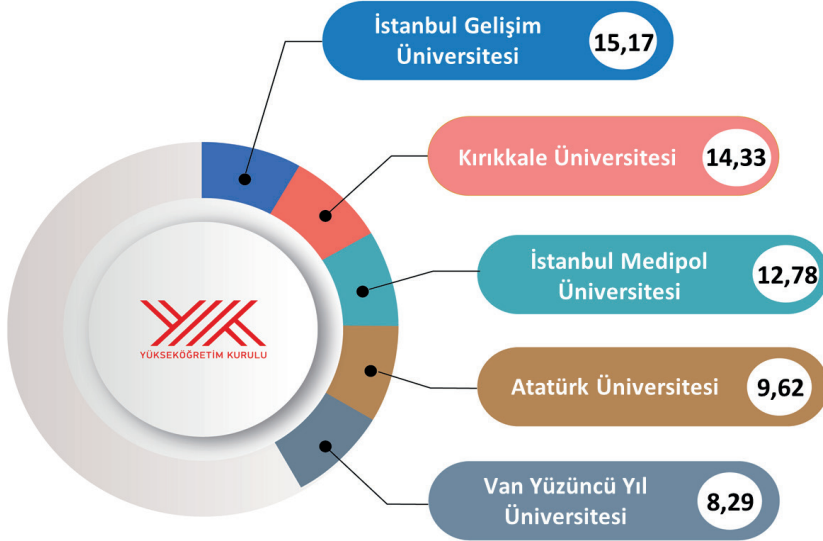 İstanbul Gelişim
Üniversitesi
15,17
Kırıkkale Üniversitesi
14,33
İstanbul Medipol
Üniversitesi
12,78
YÜKSEKÖĞRETİM KURULU
Atatürk Üniversitesi
9,62
Van Yüzüncü Yıl
Üniversitesi
8,29